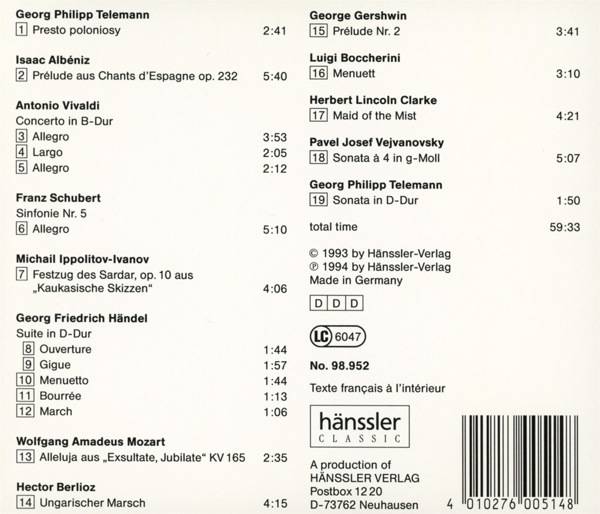 Georg Philipp Telemann
1 Presto poloniosy 2:41
Isaac Albéniz
2 Prélude aus Chants d'Espagne op. 232 5:40
Antonio Vivaldi
Concerto in B-Dur
3 Allegro 3:53
4 Largo 2:05
5 Allegro 2:12
Franz Schubert
Sinfonie Nr. 5
6 Allegro 5:10
Michail Ippolitov-Ivanov
7 Festzug des Sardar, op. 10 aus
„Kaukasische Skizzen“ 4:06
Georg Friedrich Händel
Suite in D-Dur
8 Ouverture 1:44
9 Gigue 1:57
10 Menuetto 1:44
11 Bourrée 1:13
12 March 1:06
Wolfgang Amadeus Mozart
13 Alleluja aus „Exsultate, Jubilate“ KV 165 2:35
Hector Berlioz
14 Ungarischer Marsch 4:15
George Gershwin
15 Prélude Nr. 2 3:41
Luigi Boccherini
16 Menuett 3:10
Herbert Lincoln Clarke
17 Maid of the Mist 4:21
Pavel Josef Vejvanovsky
18 Sonata à 4 in g-Moll 5:07
Georg Philipp Telemann
19 Sonata in D-Dur 1:50
total time 59:33
© 1993 by Hänssler-Verlag
℗ 1994 by Hänssler-Verlag
Made in Germany
D D D
LC 6047
No. 98.952
Texte français à l'intérieur
hänssler
CLASSIC
A production of
HÄNSSLER VERLAG
Postbox 12 20
D-73762 Neuhausen
4 010276 005148